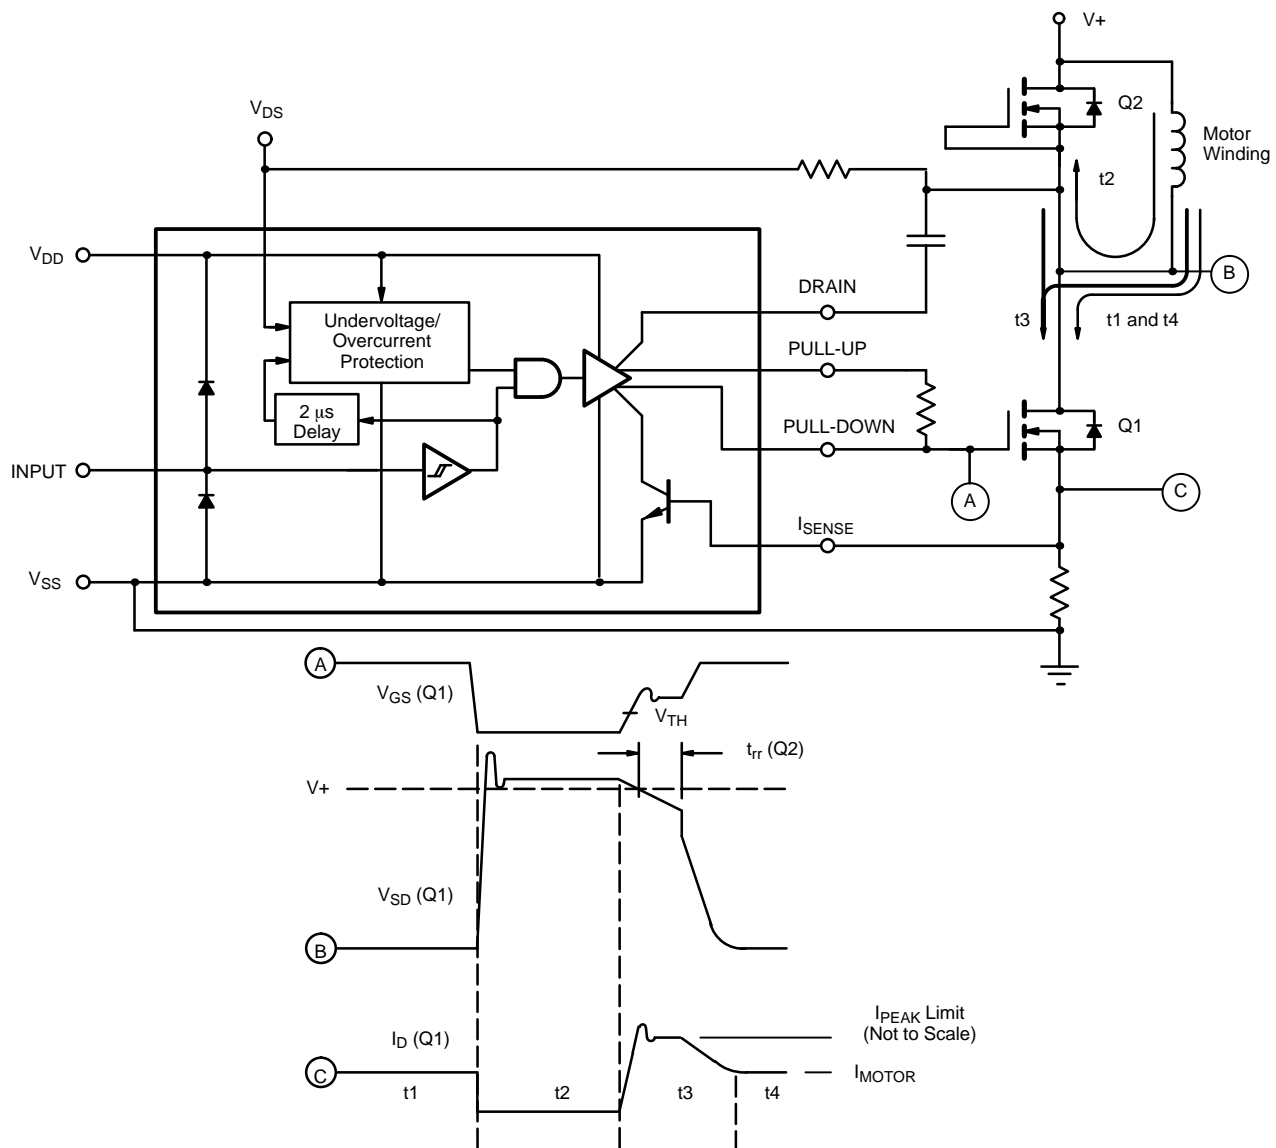 V+
Q2
VDS
Motor
Winding
t2
VDD
B
DRAIN
t3
t1 and t4
Undervoltage/
Overcurrent
Protection
PULL-UP
2 μs
Delay
PULL-DOWN
Q1
INPUT
A
C
ISENSE
VSS
A
VGS (Q1)
VTH
trr (Q2)
V+
VSD (Q1)
B
IPEAK Limit
(Not to Scale)
ID (Q1)
C
IMOTOR
t1
t2
t3
t4